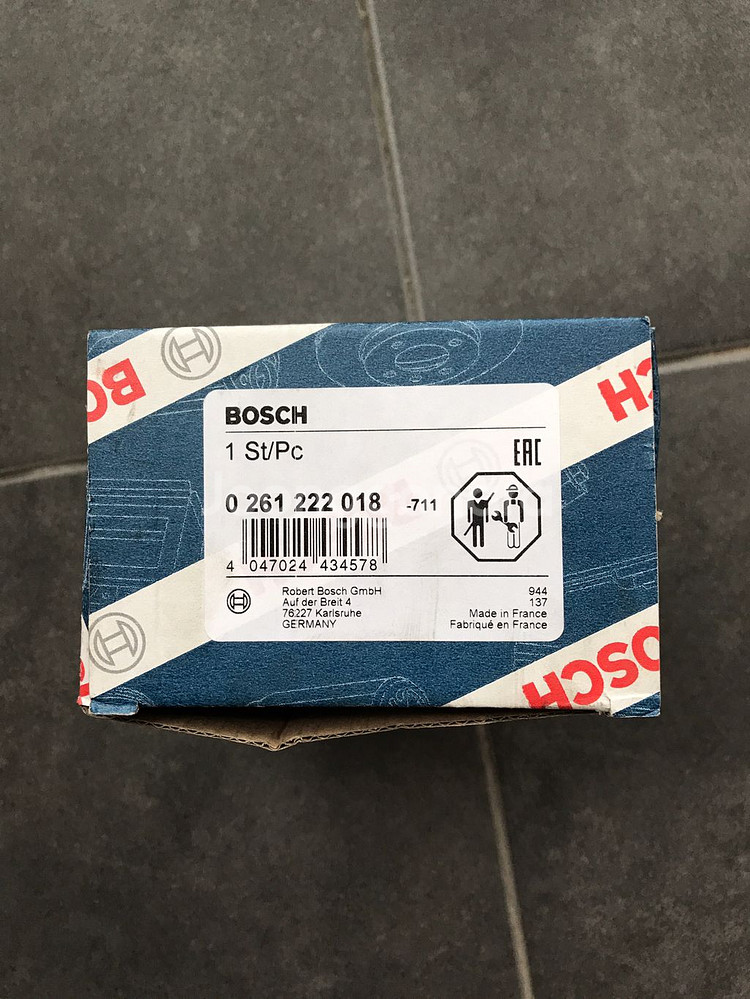 BOSCH
CH
BOSCH
1 St/Pc
EAC
0 261 222 018 -711
4 047024 434578
Robert Bosch GmbH
Auf der Breit 4
76227 Karlsruhe
GERMANY
944
137
Made in France
Fabriqué en France
BOSCH